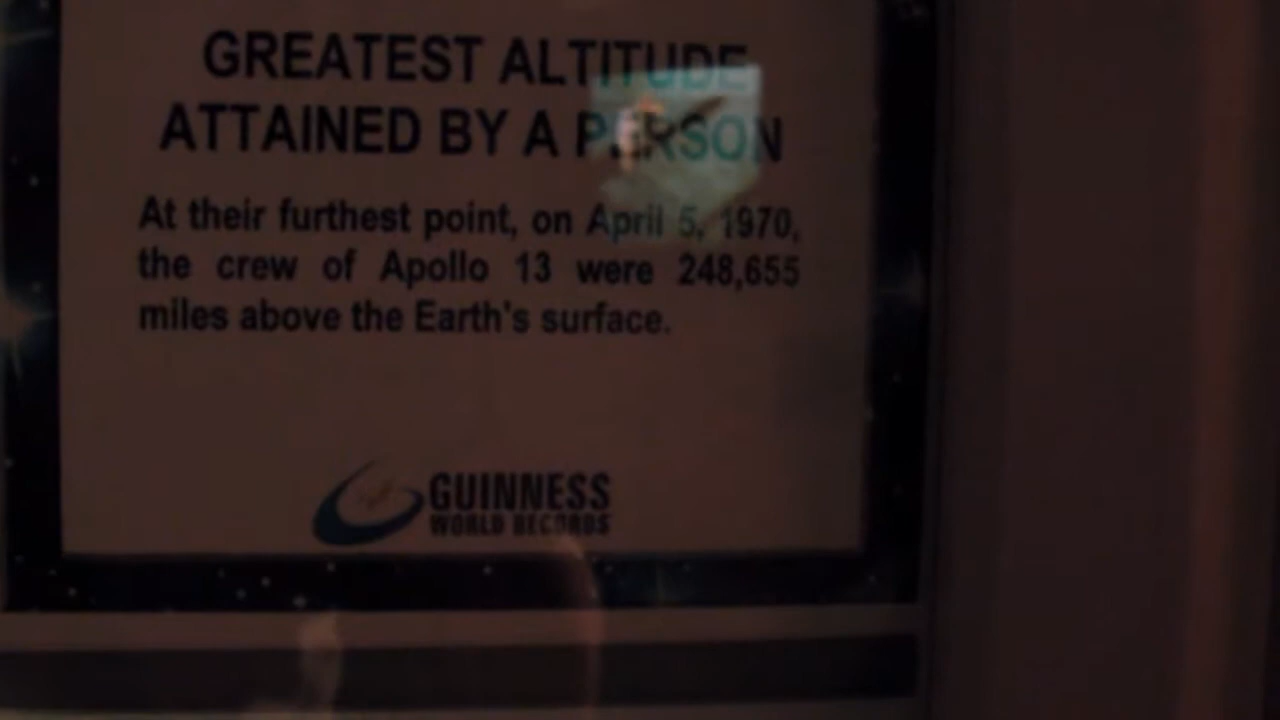 GREATEST ALTITUDE
ATTAINED BY A PERSON
At their furthest point, on April 5, 1970,
the crew of Apollo 13 were 248,655
miles above the Earth's surface.
GUINNESS
WORLD RECORDS